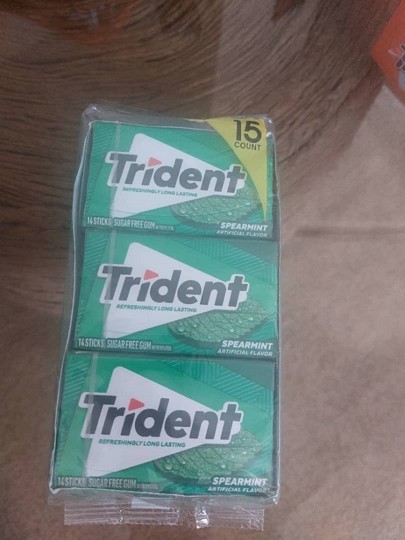 15
COUNT
Trident
REFRESHINGLY LONG LASTING
14 STICKS SUGAR FREE GUM
SPEARMINT
ARTIFICIAL FLAVOR
Trident
REFRESHINGLY LONG LASTING
14 STICKS SUGAR FREE GUM
SPEARMINT
ARTIFICIAL FLAVOR
Trident
REFRESHINGLY LONG LASTING
14 STICKS SUGAR FREE GUM
SPEARMINT
ARTIFICIAL FLAVOR